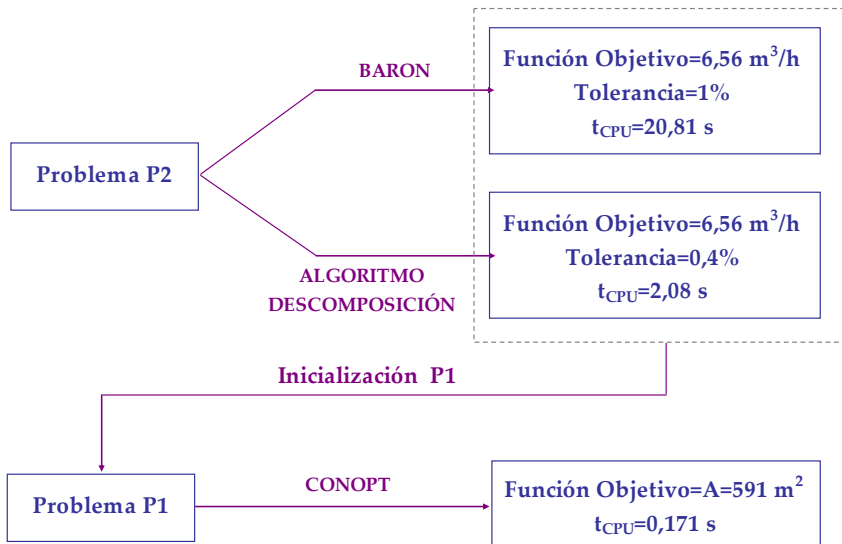 BARON
Función Objetivo=6,56 m³/h
Tolerancia=1%
tCPU=20,81 s
Problema P2
Función Objetivo=6,56 m³/h
Tolerancia=0,4%
tCPU=2,08 s
ALGORITMO
DESCOMPOSICIÓN
Inicialización P1
Problema P1
CONOPT
Función Objetivo=A=591 m²
tCPU=0,171 s